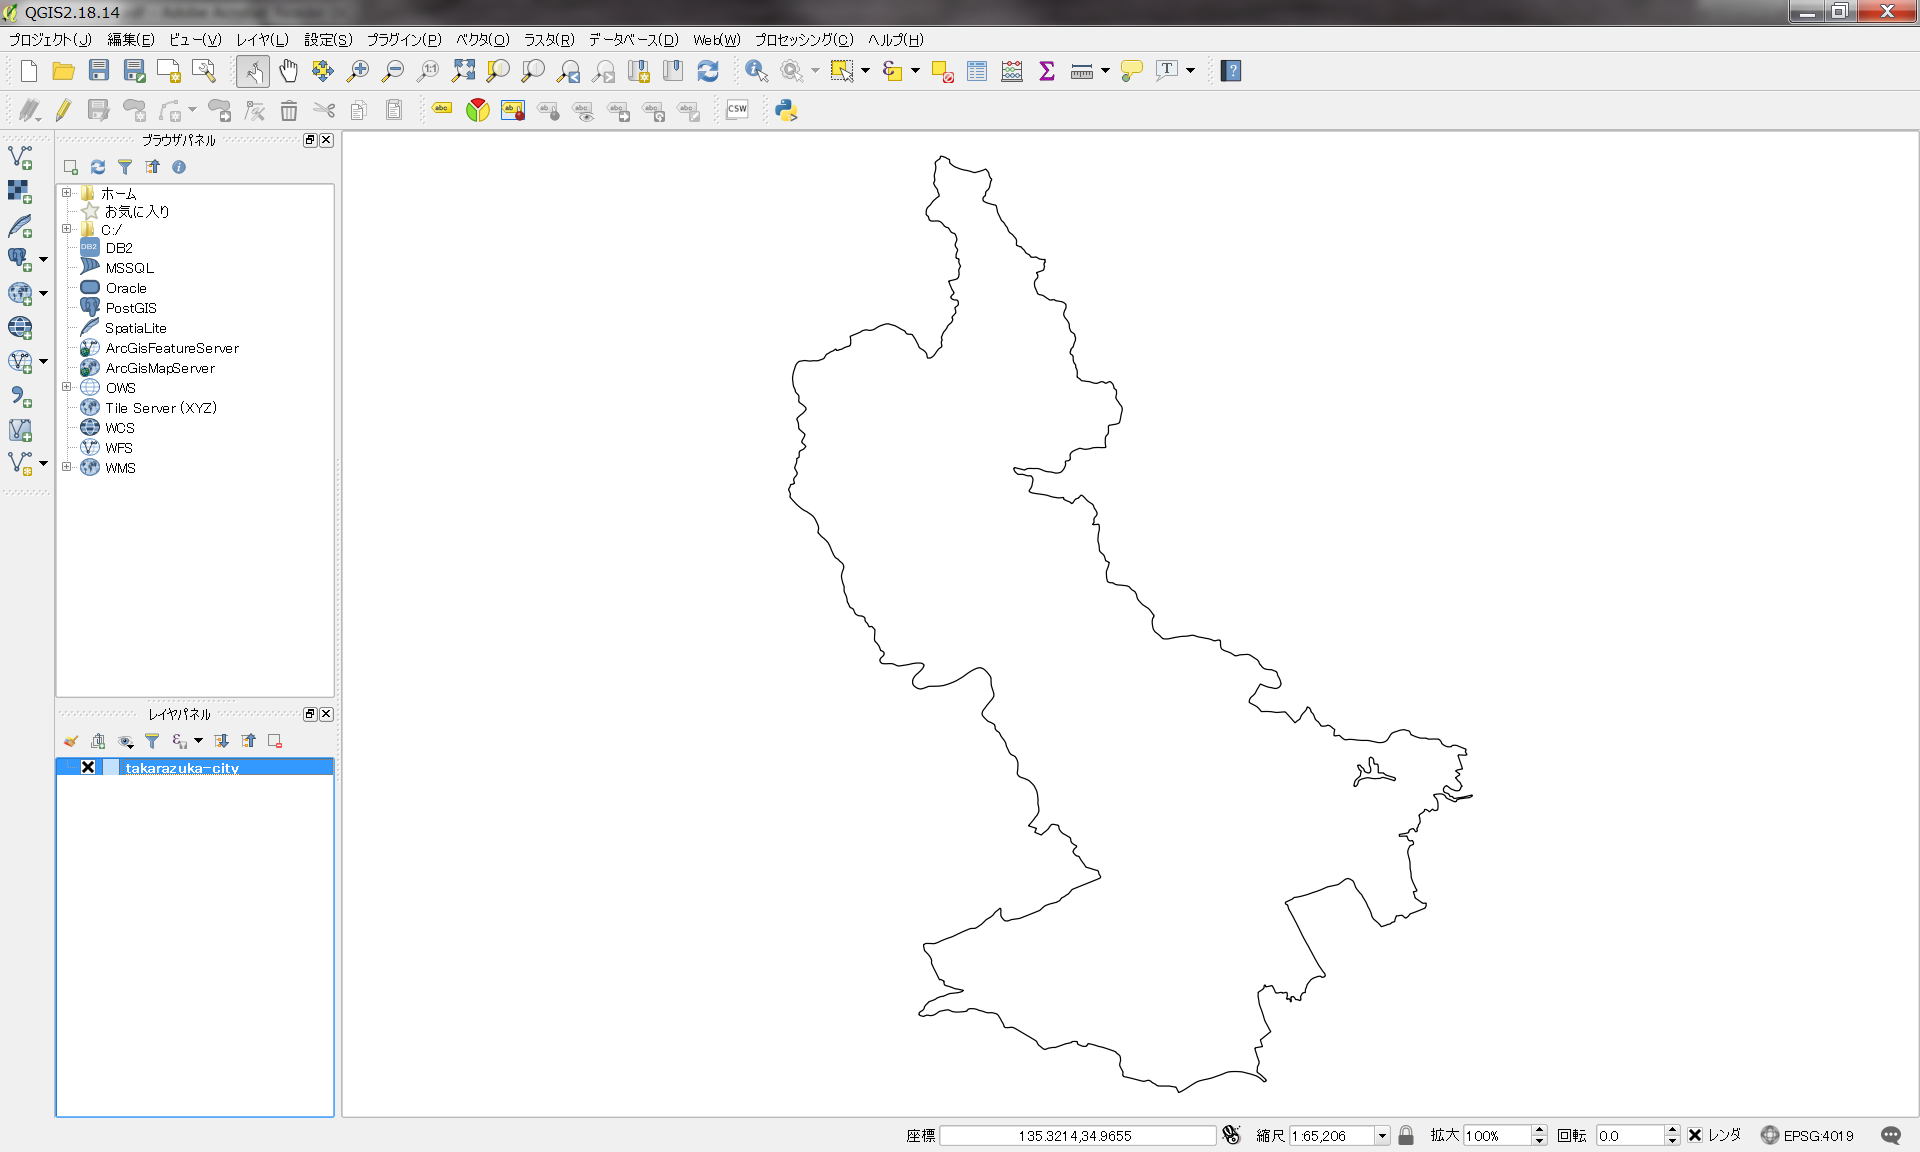 QGIS2.18.14
プロジェクト(J) 編集(E) ビュー(V) レイヤ(L) 設定(S) プラグイン(P) ベクタ(O) ラスタ(R) データベース(D) Web(W) プロセッシング(C) ヘルプ(H)
ブラウザパネル
ホーム
お気に入り
C:/
DB2
MSSQL
Oracle
PostGIS
SpatiaLite
ArcGisFeatureServer
ArcGisMapServer
OWS
Tile Server (XYZ)
WCS
WFS
WMS
レイヤパネル
takarazuka-city
座標 135.3214,34.9655 縮尺 1:65,206 拡大 100% 回転 0.0 レンダ EPSG:4019